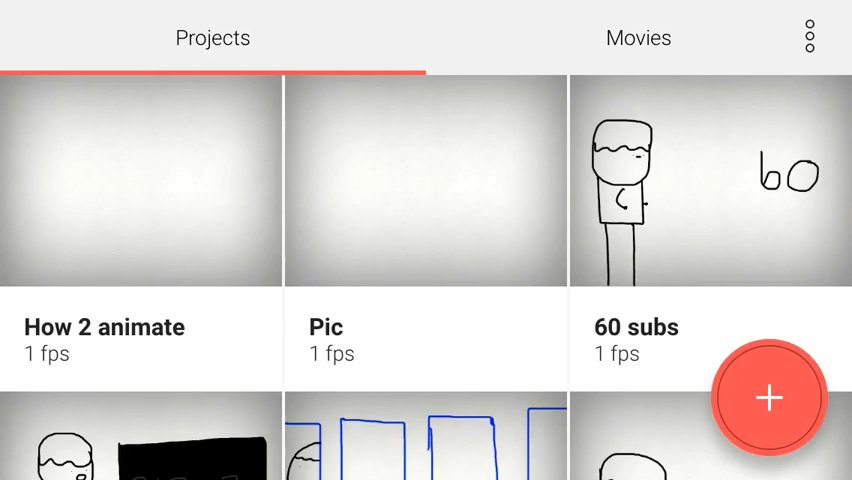 Projects
Movies
60
How 2 animate
1 fps
Pic
1 fps
60 subs
1 fps